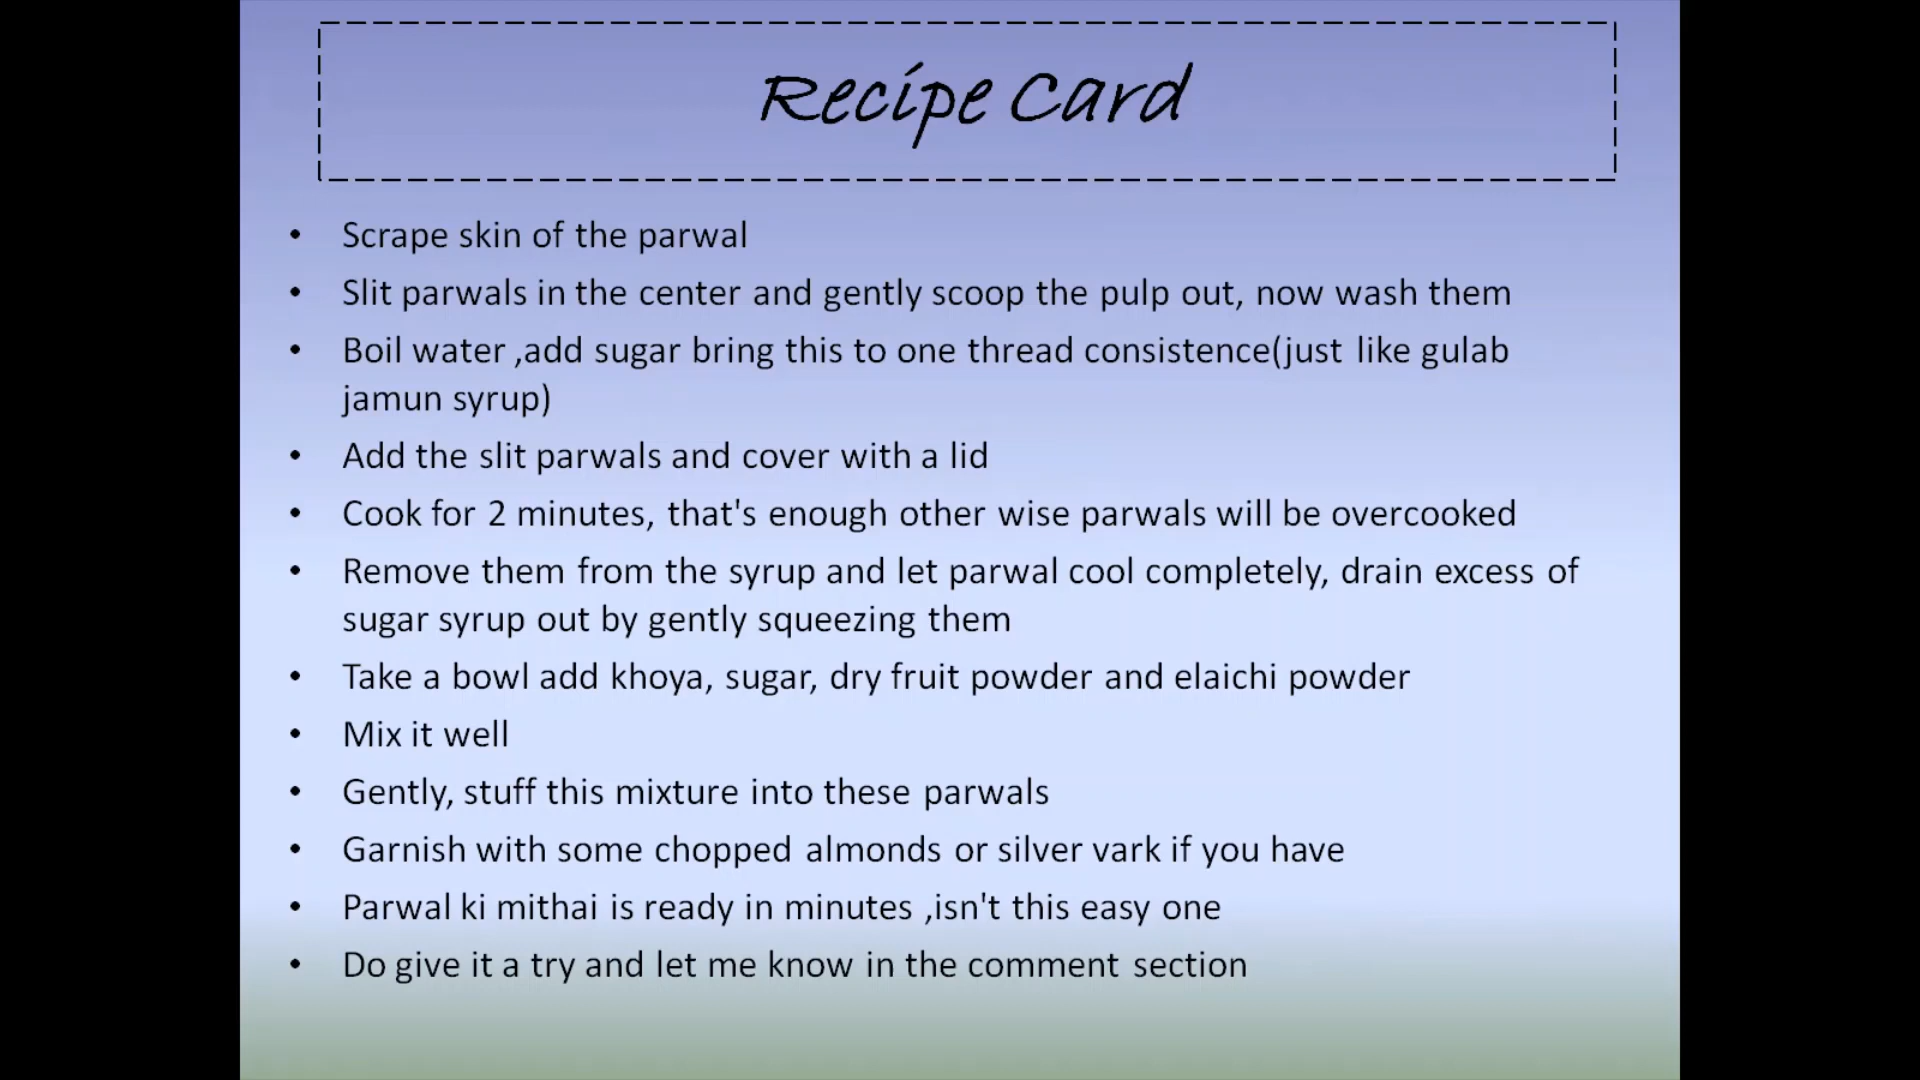 Recipe Card
• Scrape skin of the parwal
• Slit parwals in the center and gently scoop the pulp out, now wash them
• Boil water ,add sugar bring this to one thread consistence(just like gulab
jamun syrup)
• Add the slit parwals and cover with a lid
• Cook for 2 minutes, that's enough other wise parwals will be overcooked
• Remove them from the syrup and let parwal cool completely, drain excess of
sugar syrup out by gently squeezing them
• Take a bowl add khoya, sugar, dry fruit powder and elaichi powder
• Mix it well
• Gently, stuff this mixture into these parwals
• Garnish with some chopped almonds or silver vark if you have
• Parwal ki mithai is ready in minutes ,isn't this easy one
• Do give it a try and let me know in the comment section